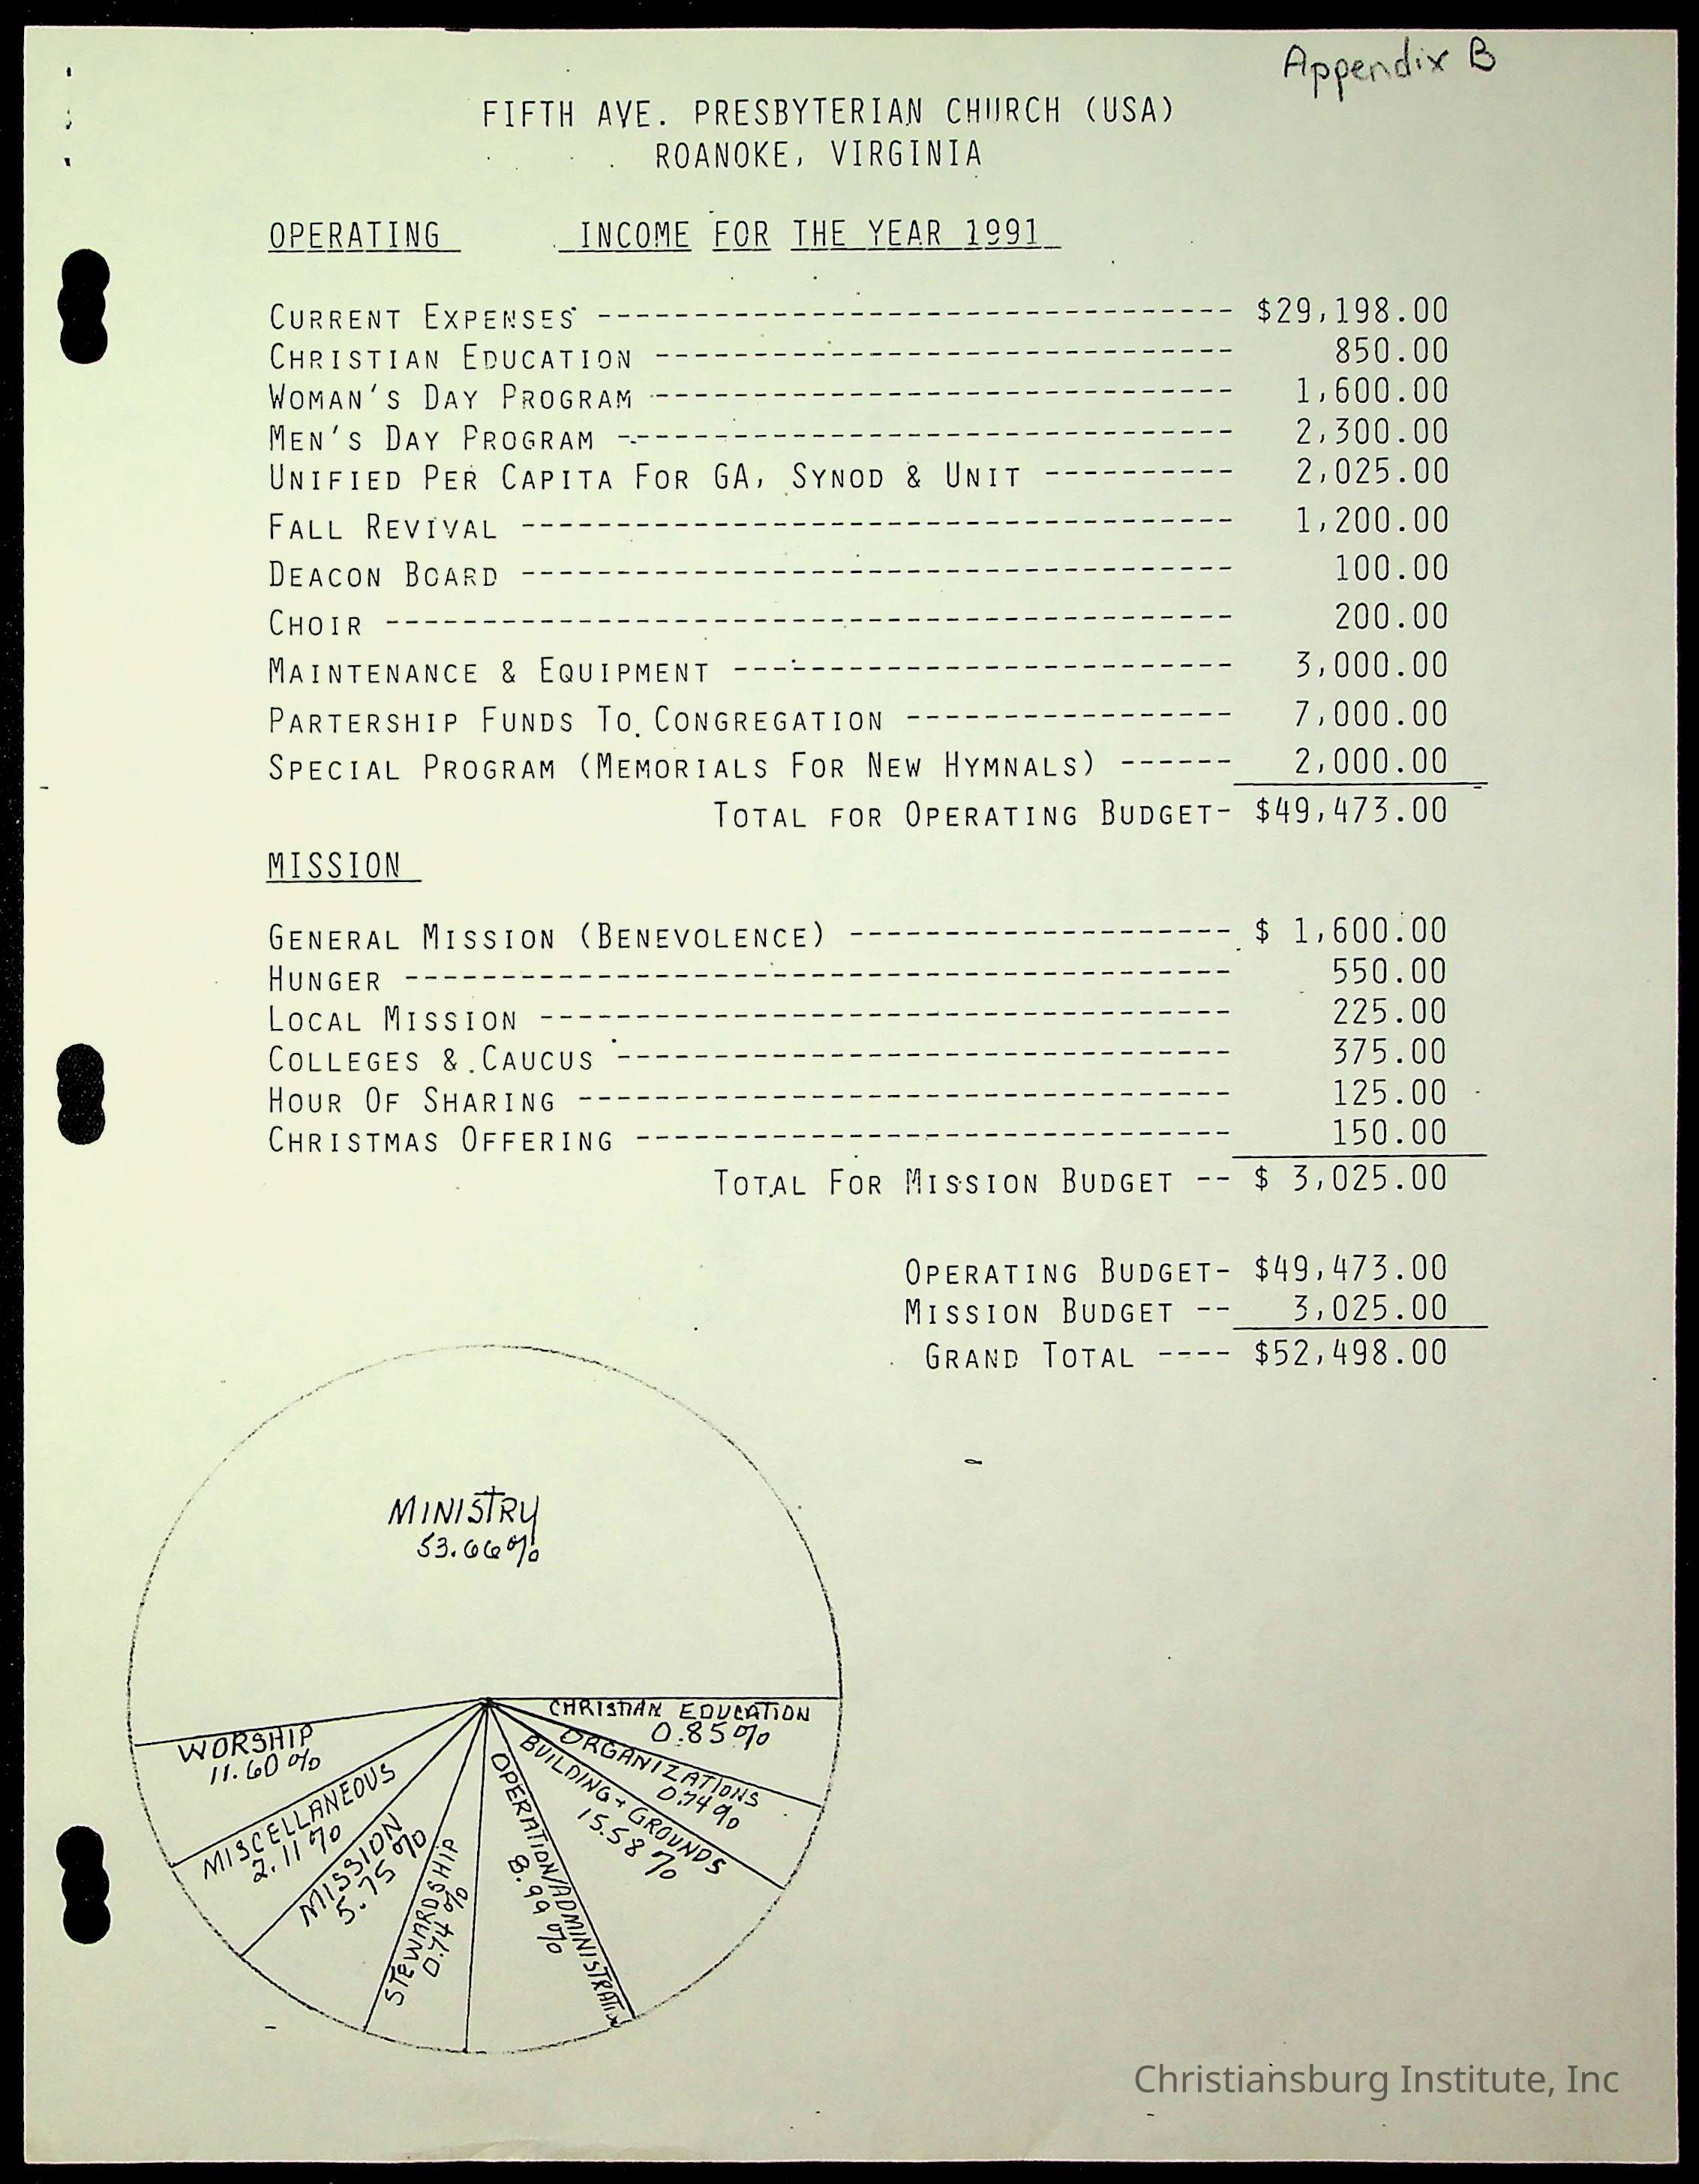 Appendix B
FIFTH AVE. PRESBYTERIAN CHURCH (USA)
ROANOKE, VIRGINIA
OPERATING INCOME FOR THE YEAR 1991
CURRENT EXPENSES -------------------------------- $29,198.00
CHRISTIAN EDUCATION ------------------------------ 850.00
WOMAN'S DAY PROGRAM ------------------------------ 1,600.00
MEN'S DAY PROGRAM -------------------------------- 2,300.00
UNIFIED PER CAPITA FOR GA, SYNOD & UNIT ---------- 2,025.00
FALL REVIVAL ------------------------------------- 1,200.00
DEACON BOARD ------------------------------------- 100.00
CHOIR -------------------------------------------- 200.00
MAINTENANCE & EQUIPMENT -------------------------- 3,000.00
PARTERSHIP FUNDS TO CONGREGATION ----------------- 7,000.00
SPECIAL PROGRAM (MEMORIALS FOR NEW HYMNALS) ------ 2,000.00
TOTAL FOR OPERATING BUDGET- $49,473.00
MISSION
GENERAL MISSION (BENEVOLENCE) -------------------- $ 1,600.00
HUNGER ------------------------------------------- 550.00
LOCAL MISSION ------------------------------------ 225.00
COLLEGES & CAUCUS -------------------------------- 375.00
HOUR OF SHARING ---------------------------------- 125.00
CHRISTMAS OFFERING ------------------------------- 150.00
TOTAL FOR MISSION BUDGET -- $ 3,025.00
OPERATING BUDGET- $49,473.00
MISSION BUDGET -- 3,025.00
GRAND TOTAL ---- $52,498.00
MINISTRY
53.66%
CHRISTIAN EDUCATION
0.85%
ORGANIZATIONS
0.74%
BUILDING + GROUNDS
15.58%
OPERATION/ADMINISTRATION
8.99%
STEWARDSHIP
0.74%
MISSION
5.75%
MISCELLANEOUS
2.11%
WORSHIP
11.60%
Christiansburg Institute, Inc